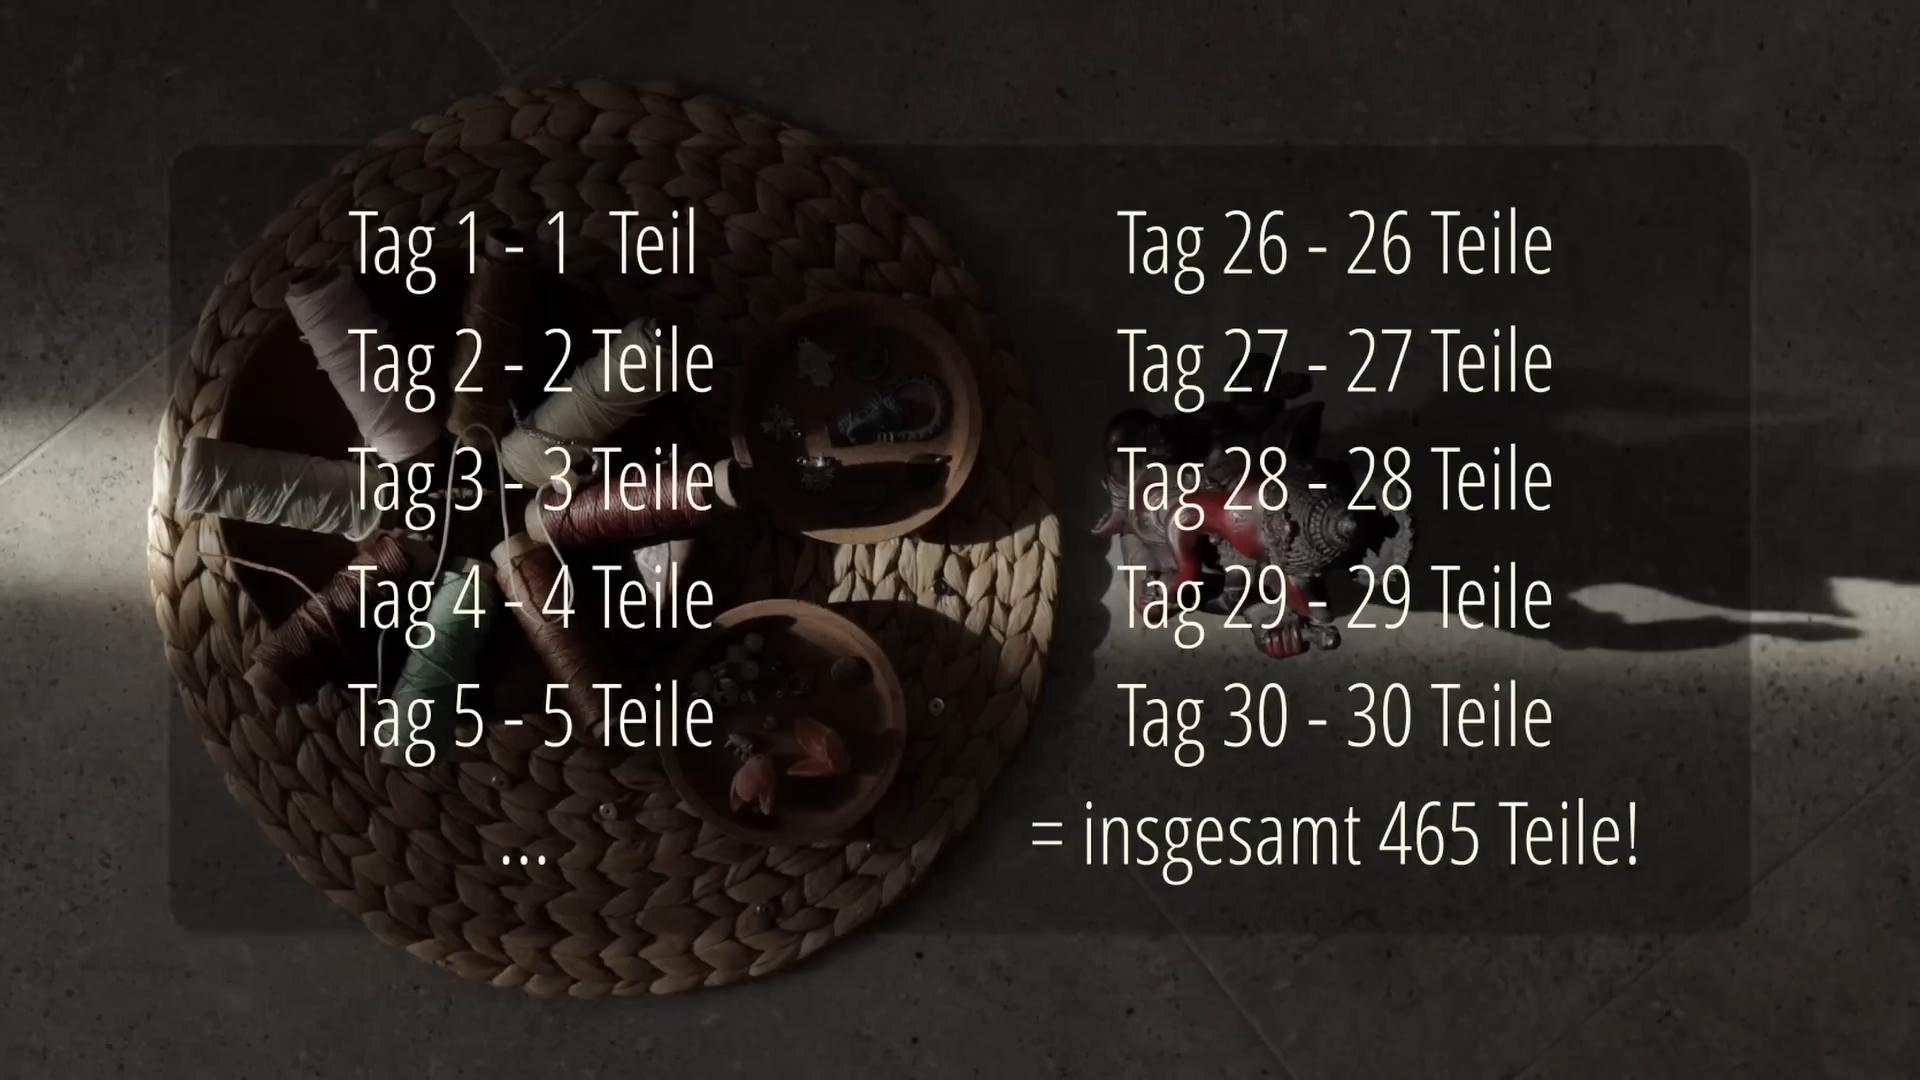 Tag 1 - 1 Teil
Tag 2 - 2 Teile
Tag 3 - 3 Teile
Tag 4 - 4 Teile
Tag 5 - 5 Teile
...
Tag 26 - 26 Teile
Tag 27 - 27 Teile
Tag 28 - 28 Teile
Tag 29 - 29 Teile
Tag 30 - 30 Teile
= insgesamt 465 Teile!